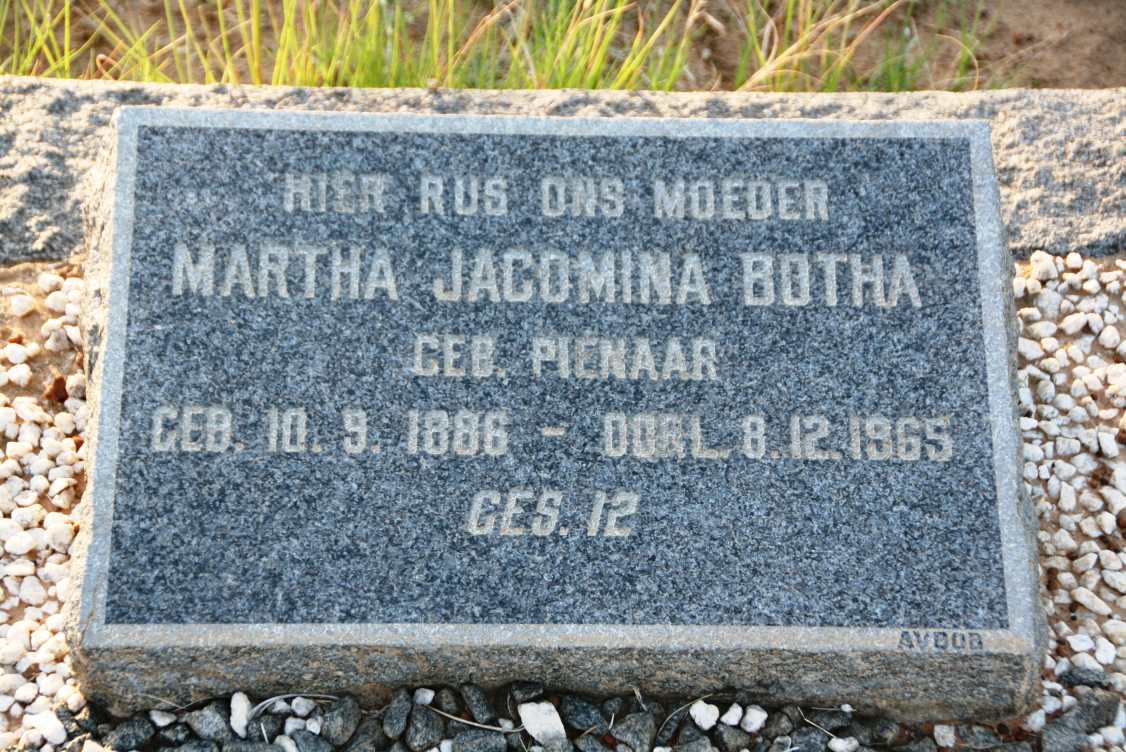 HIER RUS ONS MOEDER
MARTHA JACOMINA BOTHA
GEB. PIENAAR
GEB. 10. 9. 1886 - OORL. 8.12.1965
GES. 12
AVBOB